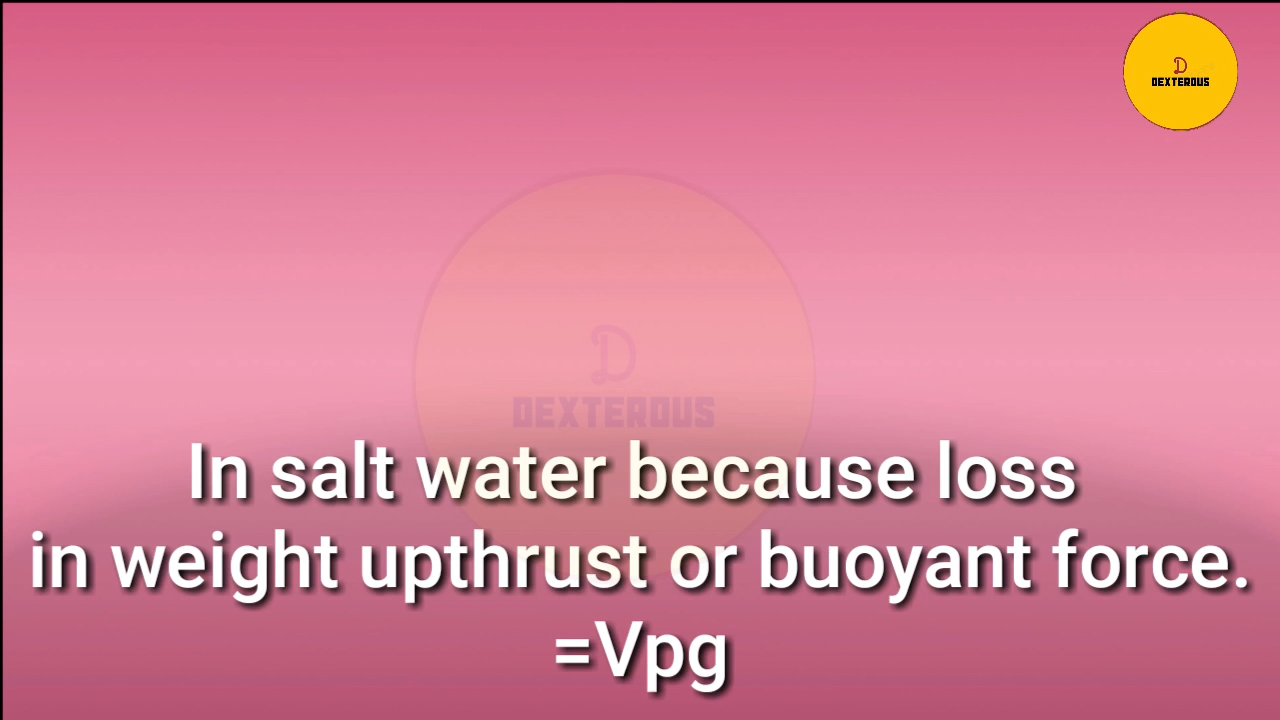 D
DEXTEROUS
D
DEXTEROUS
In salt water because loss
in weight upthrust or buoyant force.
=Vpg